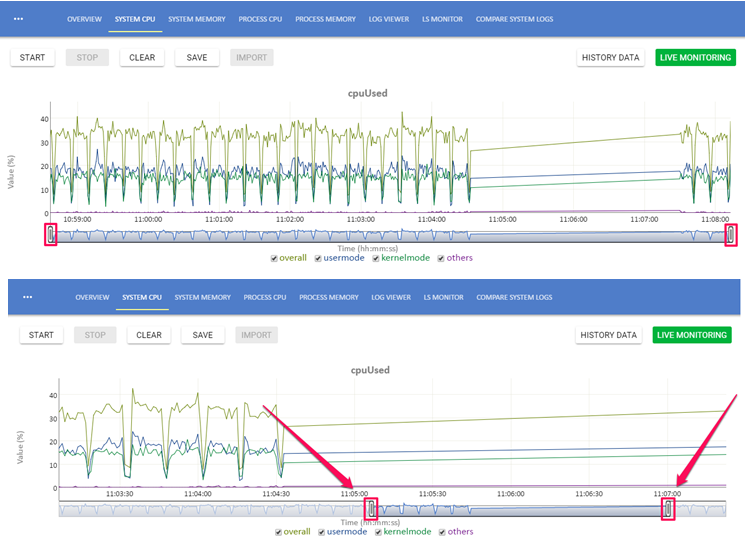 ••• OVERVIEW SYSTEM CPU SYSTEM MEMORY PROCESS CPU PROCESS MEMORY LOG VIEWER LS MONITOR COMPARE SYSTEM LOGS
START STOP CLEAR SAVE IMPORT HISTORY DATA LIVE MONITORING
cpuUsed
Value (%)
40
30
20
10
0
10:59:00 11:00:00 11:01:00 11:02:00 11:03:00 11:04:00 11:05:00 11:06:00 11:07:00 11:08:00
Time (hh:mm:ss)
overall usermode kernelmode others
••• OVERVIEW SYSTEM CPU SYSTEM MEMORY PROCESS CPU PROCESS MEMORY LOG VIEWER LS MONITOR COMPARE SYSTEM LOGS
START STOP CLEAR SAVE IMPORT HISTORY DATA LIVE MONITORING
cpuUsed
Value (%)
40
30
20
10
0
11:03:30 11:04:00 11:04:30 11:05:00 11:05:30 11:06:00 11:06:30 11:07:00
Time (hh:mm:ss)
overall usermode kernelmode others